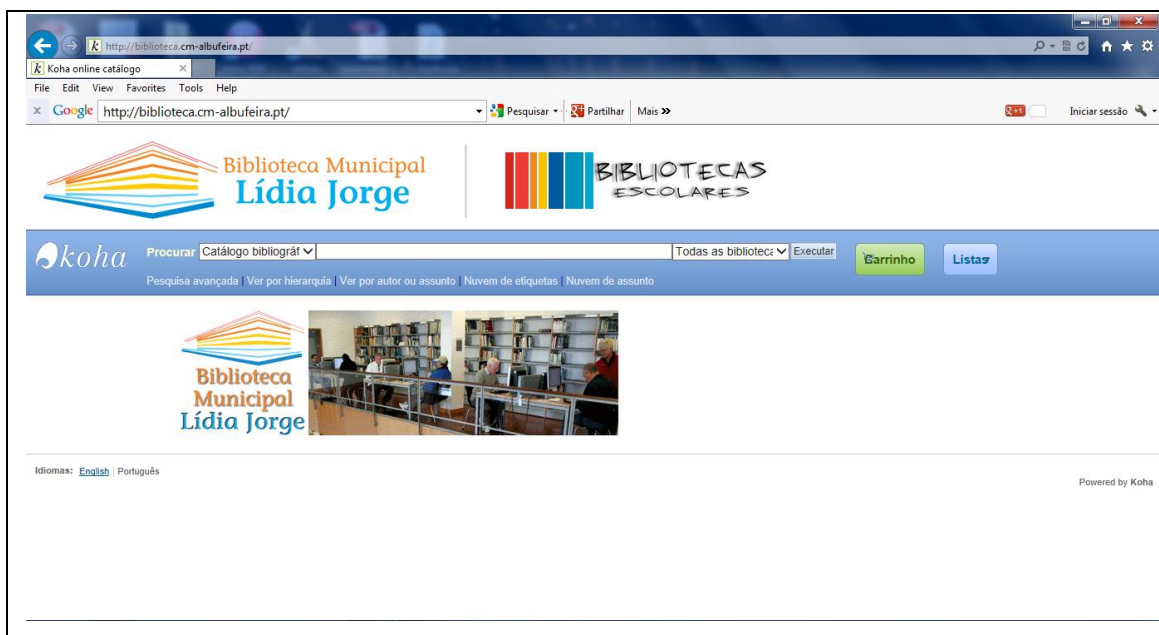 http://biblioteca.cm-albufeira.pt/
Koha online catálogo
File Edit View Favorites Tools Help
Google http://biblioteca.cm-albufeira.pt/ Pesquisar Partilhar Mais » g +1 Iniciar sessão
Biblioteca Municipal
Lídia Jorge
BIBLIOTECAS
ESCOLARES
koha Procurar Catálogo bibliográf Todas as biblioteca Executar Carrinho Listas
Pesquisa avançada | Ver por hierarquia | Ver por autor ou assunto | Nuvem de etiquetas | Nuvem de assunto
Biblioteca
Municipal
Lídia Jorge
Idiomas: English | Português
Powered by Koha